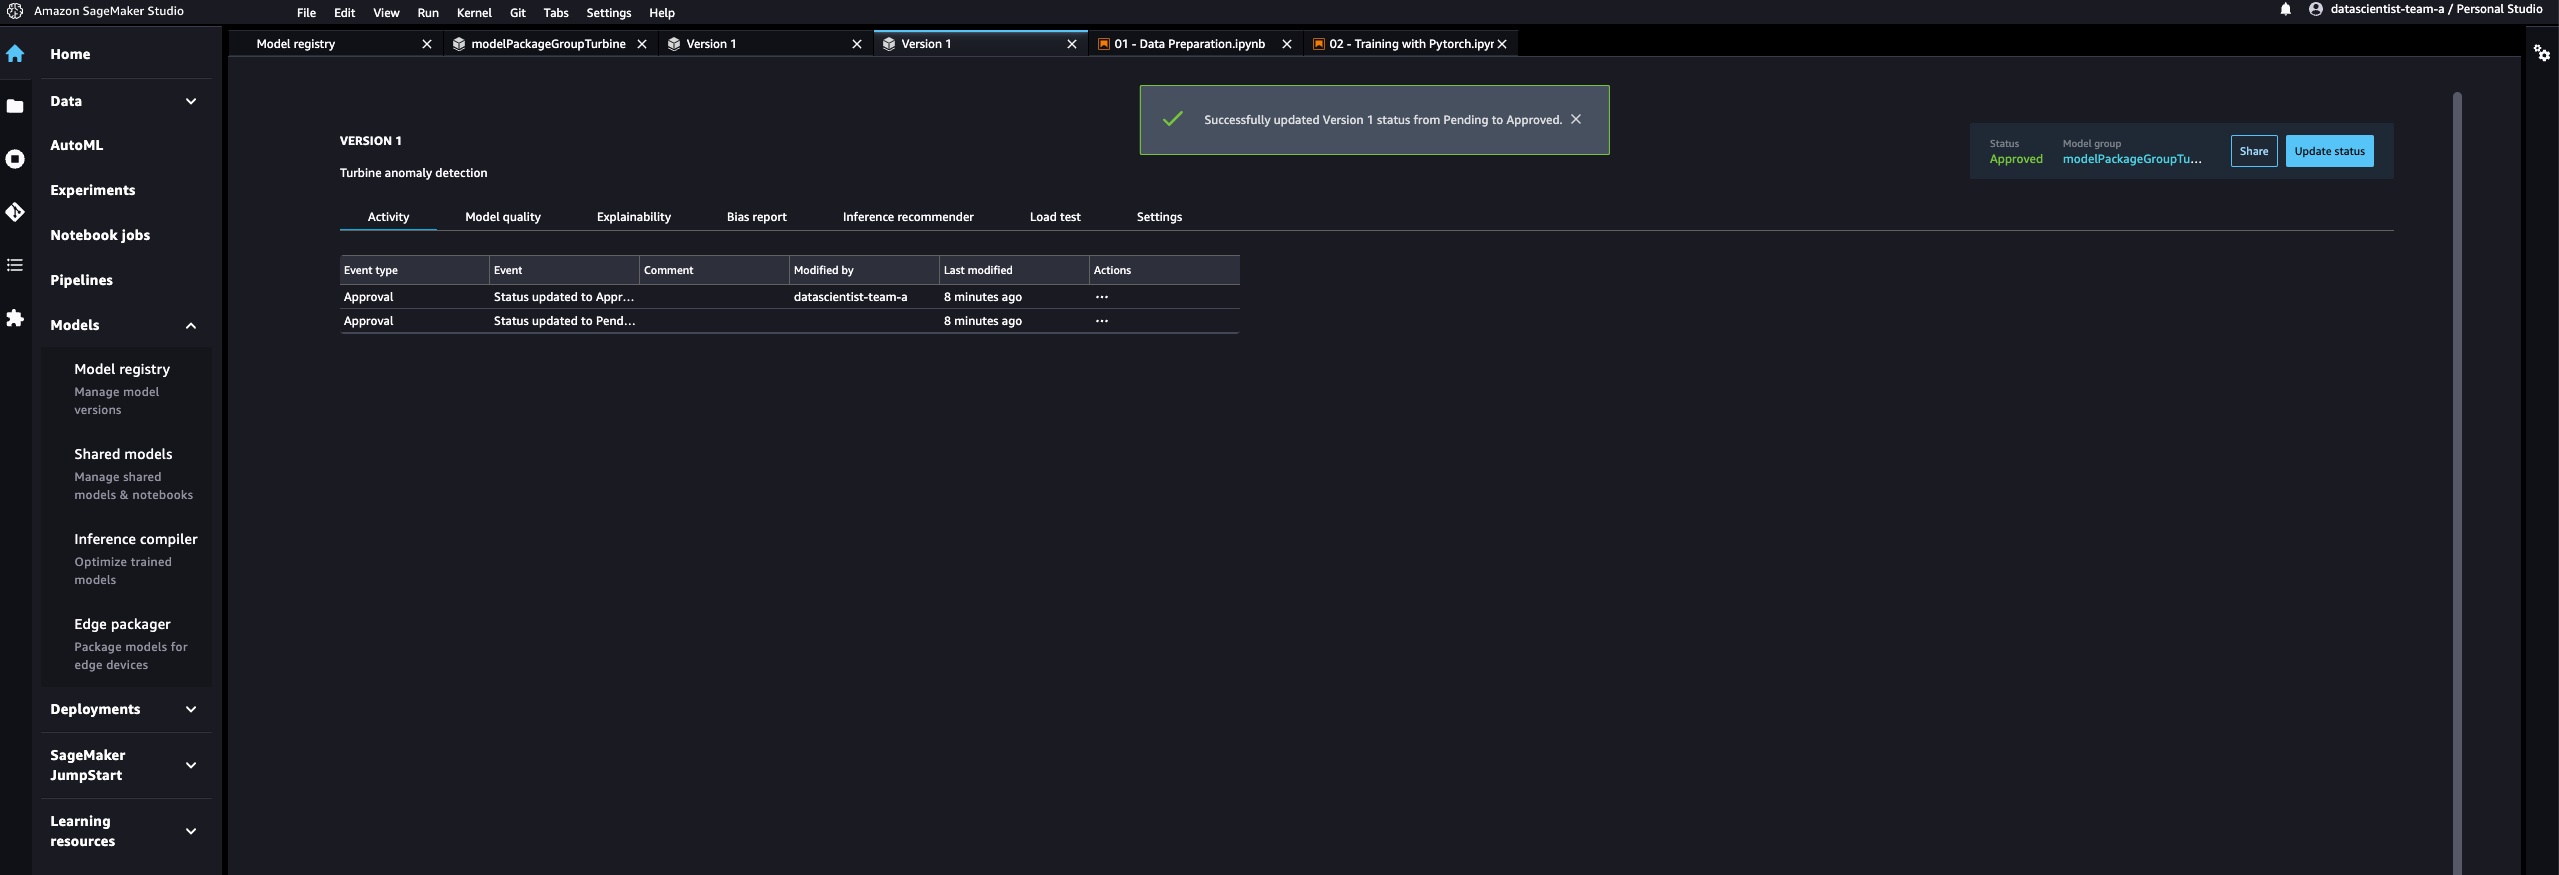 Amazon SageMaker Studio
File Edit View Run Kernel Git Tabs Settings Help
datascientist-team-a / Personal Studio
Model registry
modelPackageGroupTurbine
Version 1
Version 1
01 - Data Preparation.ipynb
02 - Training with Pytorch.ipyr
Home
Data
AutoML
Experiments
Notebook jobs
Pipelines
Models
Model registry
Manage model
versions
Shared models
Manage shared
models & notebooks
Inference compiler
Optimize trained
models
Edge packager
Package models for
edge devices
Deployments
SageMaker
JumpStart
Learning
resources
Successfully updated Version 1 status from Pending to Approved.
VERSION 1
Turbine anomaly detection
Status
Approved
Model group
modelPackageGroupTu...
Share
Update status
Activity Model quality Explainability Bias report Inference recommender Load test Settings
Event type Event Comment Modified by Last modified Actions
Approval Status updated to Appr... datascientist-team-a 8 minutes ago ...
Approval Status updated to Pend... 8 minutes ago ...